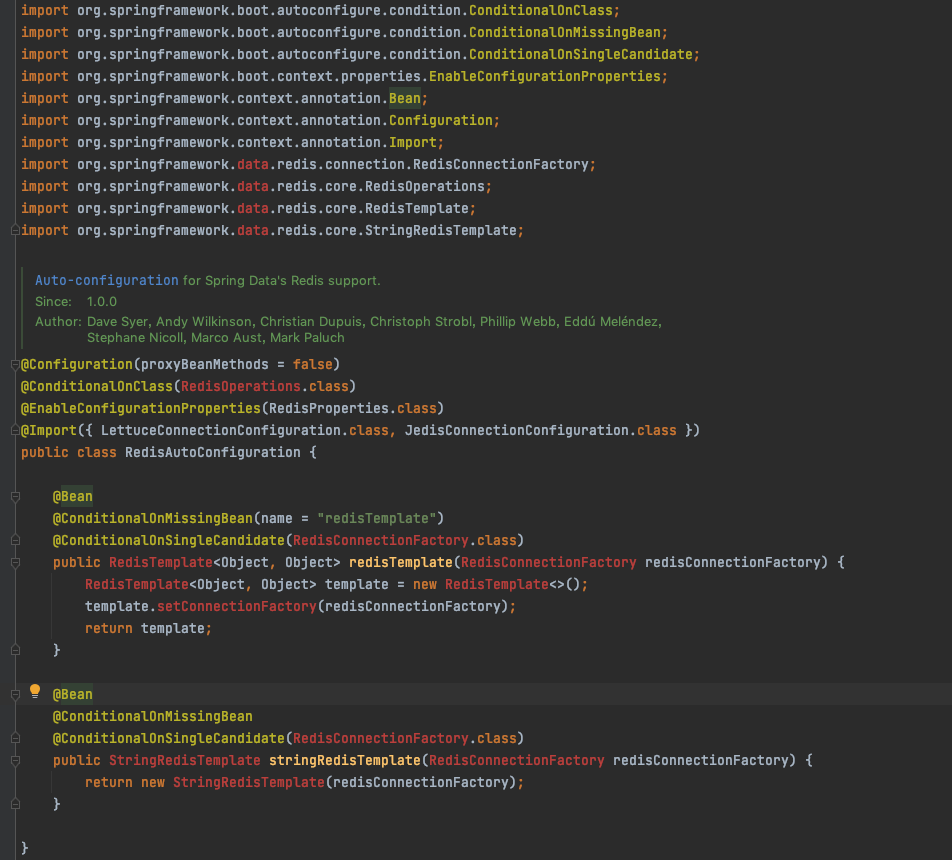 import org.springframework.boot.autoconfigure.condition.ConditionalOnClass;
import org.springframework.boot.autoconfigure.condition.ConditionalOnMissingBean;
import org.springframework.boot.autoconfigure.condition.ConditionalOnSingleCandidate;
import org.springframework.boot.context.properties.EnableConfigurationProperties;
import org.springframework.context.annotation.Bean;
import org.springframework.context.annotation.Configuration;
import org.springframework.context.annotation.Import;
import org.springframework.data.redis.connection.RedisConnectionFactory;
import org.springframework.data.redis.core.RedisOperations;
import org.springframework.data.redis.core.RedisTemplate;
import org.springframework.data.redis.core.StringRedisTemplate;
Auto-configuration for Spring Data's Redis support.
Since: 1.0.0
Author: Dave Syer, Andy Wilkinson, Christian Dupuis, Christoph Strobl, Phillip Webb, Eddú Meléndez,
Stephane Nicoll, Marco Aust, Mark Paluch
@Configuration(proxyBeanMethods = false)
@ConditionalOnClass(RedisOperations.class)
@EnableConfigurationProperties(RedisProperties.class)
@Import({ LettuceConnectionConfiguration.class, JedisConnectionConfiguration.class })
public class RedisAutoConfiguration {
@Bean
@ConditionalOnMissingBean(name = "redisTemplate")
@ConditionalOnSingleCandidate(RedisConnectionFactory.class)
public RedisTemplate<Object, Object> redisTemplate(RedisConnectionFactory redisConnectionFactory) {
RedisTemplate<Object, Object> template = new RedisTemplate<>();
template.setConnectionFactory(redisConnectionFactory);
return template;
}
@Bean
@ConditionalOnMissingBean
@ConditionalOnSingleCandidate(RedisConnectionFactory.class)
public StringRedisTemplate stringRedisTemplate(RedisConnectionFactory redisConnectionFactory) {
return new StringRedisTemplate(redisConnectionFactory);
}
}